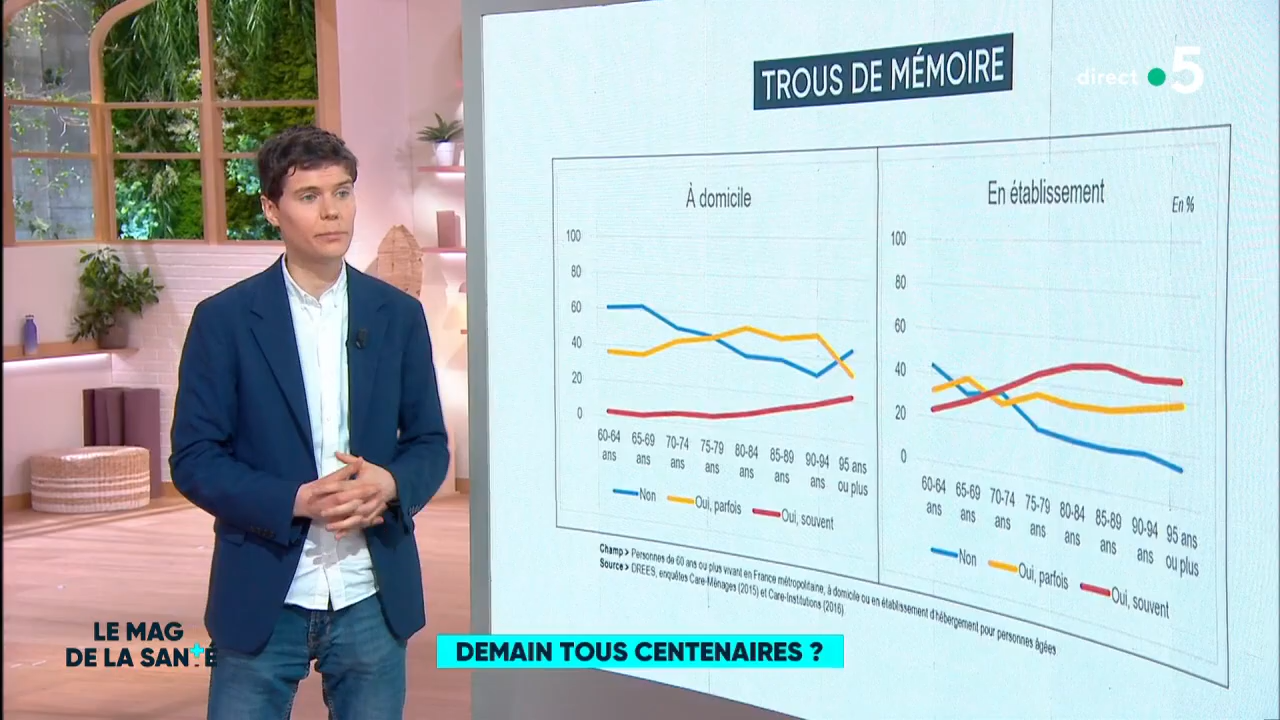 TROUS DE MÉMOIRE
direct 5
À domicile
100
80
60
40
20
0
60-64 ans
65-69 ans
70-74 ans
75-79 ans
80-84 ans
85-89 ans
90-94 ans
95 ans ou plus
Non
Oui, parfois
Oui, souvent
En établissement
En %
100
80
60
40
20
0
60-64 ans
65-69 ans
70-74 ans
75-79 ans
80-84 ans
85-89 ans
90-94 ans
95 ans ou plus
Non
Oui, parfois
Oui, souvent
Champ > Personnes de 60 ans ou plus vivant en France métropolitaine, à domicile ou en établissement d'hébergement pour personnes âgées
Source > DREES, enquêtes Care-Ménages (2015) et Care-Institutions (2016)
LE MAG
DE LA SANTÉ
DEMAIN TOUS CENTENAIRES ?